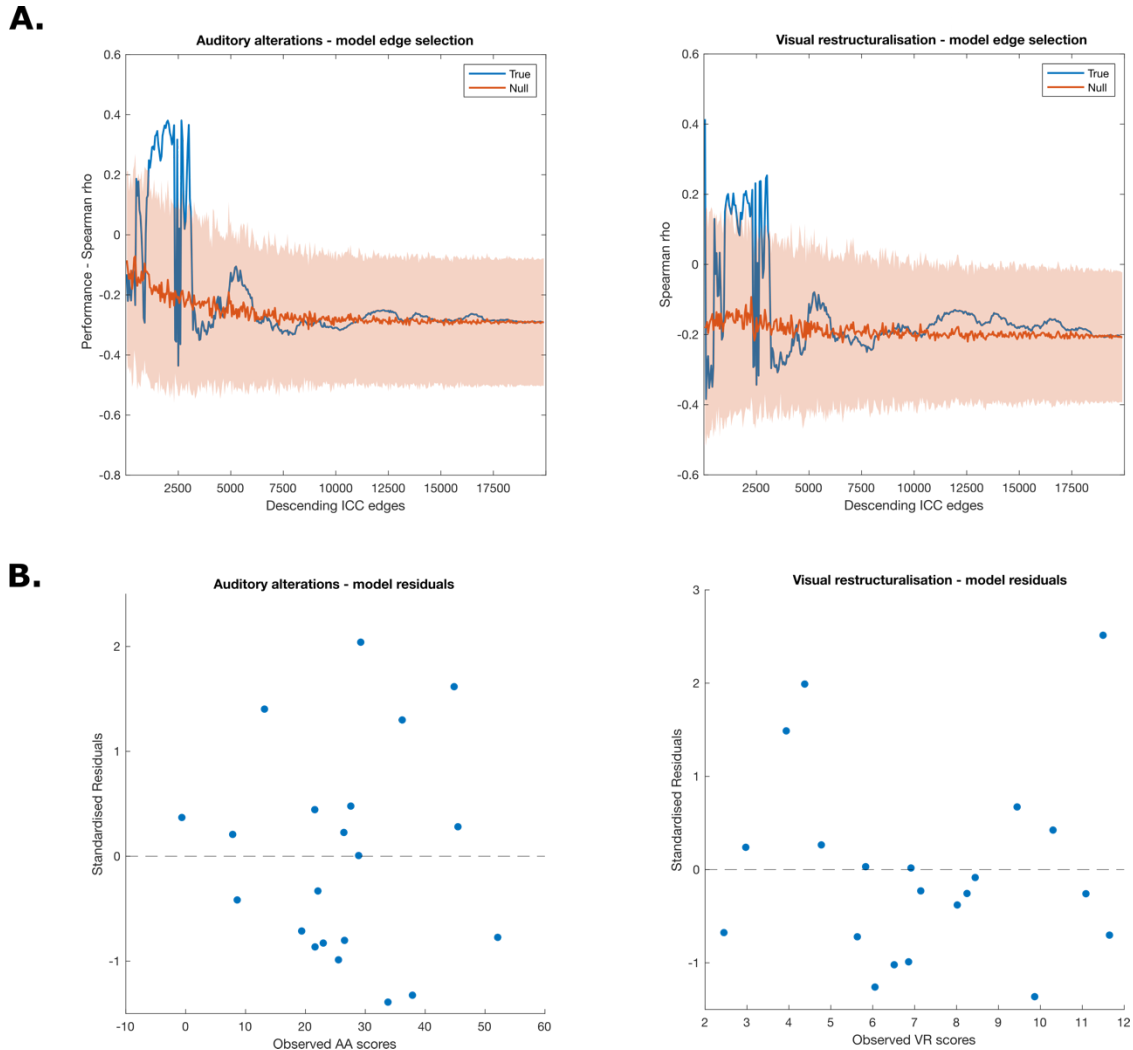 A.
Auditory alterations - model edge selection
True
Null
0.6
0.4
0.2
0
-0.2
-0.4
-0.6
-0.8
Performance - Spearman rho
2500 5000 7500 10000 12500 15000 17500
Descending ICC edges
Visual restructuralisation - model edge selection
True
Null
0.6
0.4
0.2
0
-0.2
-0.4
-0.6
Spearman rho
2500 5000 7500 10000 12500 15000 17500
Descending ICC edges
B.
Auditory alterations - model residuals
2
1
0
-1
Standardised Residuals
-10 0 10 20 30 40 50 60
Observed AA scores
Visual restructuralisation - model residuals
3
2
1
0
-1
Standardised Residuals
2 3 4 5 6 7 8 9 10 11 12
Observed VR scores